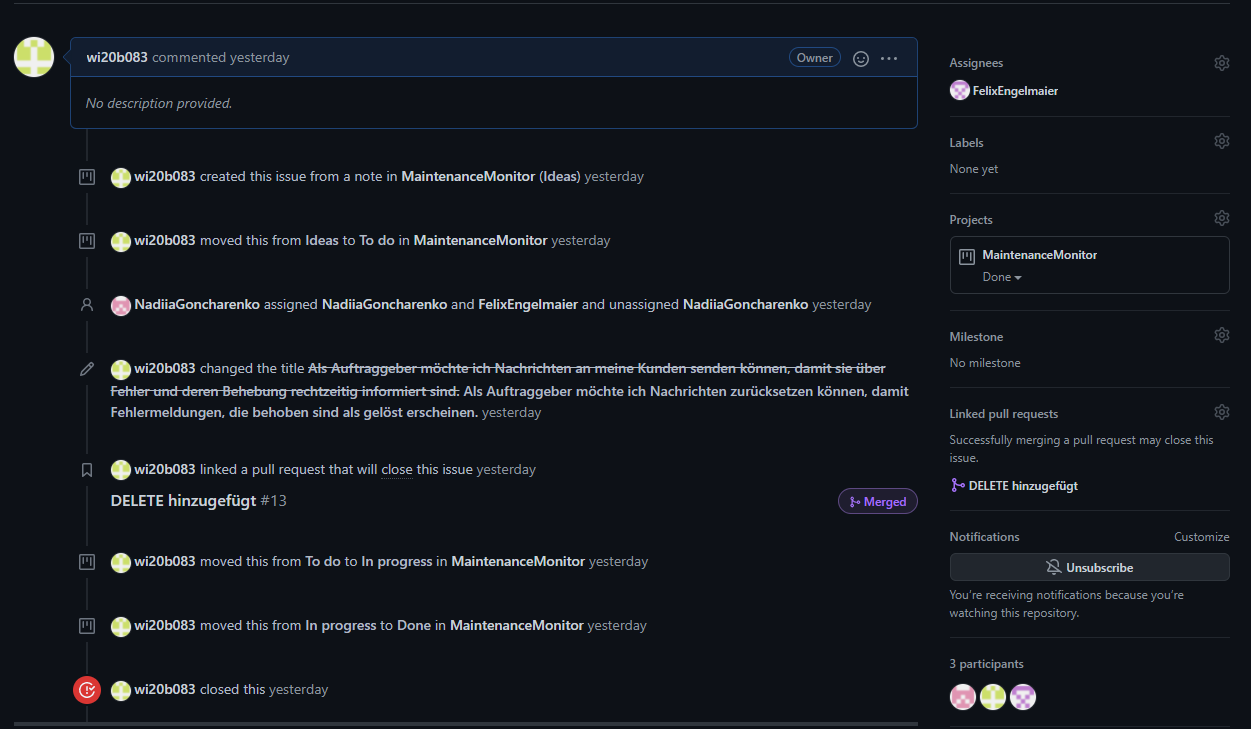 wi20b083 commented yesterday
Owner
No description provided.
wi20b083 created this issue from a note in MaintenanceMonitor (Ideas) yesterday
wi20b083 moved this from Ideas to To do in MaintenanceMonitor yesterday
NadiiaGoncharenko assigned NadiiaGoncharenko and FelixEngelmaier and unassigned NadiiaGoncharenko yesterday
wi20b083 changed the title Als Auftraggeber möchte ich Nachrichten an meine Kunden senden können, damit sie über
Fehler und deren Behebung rechtzeitig informiert sind. Als Auftraggeber möchte ich Nachrichten zurücksetzen können, damit
Fehlermeldungen, die behoben sind als gelöst erscheinen. yesterday
wi20b083 linked a pull request that will close this issue yesterday
DELETE hinzugefügt #13
Merged
wi20b083 moved this from To do to In progress in MaintenanceMonitor yesterday
wi20b083 moved this from In progress to Done in MaintenanceMonitor yesterday
wi20b083 closed this yesterday
Assignees
FelixEngelmaier
Labels
None yet
Projects
MaintenanceMonitor
Done
Milestone
No milestone
Linked pull requests
Successfully merging a pull request may close this
issue.
DELETE hinzugefügt
Notifications
Customize
Unsubscribe
You're receiving notifications because you're
watching this repository.
3 participants